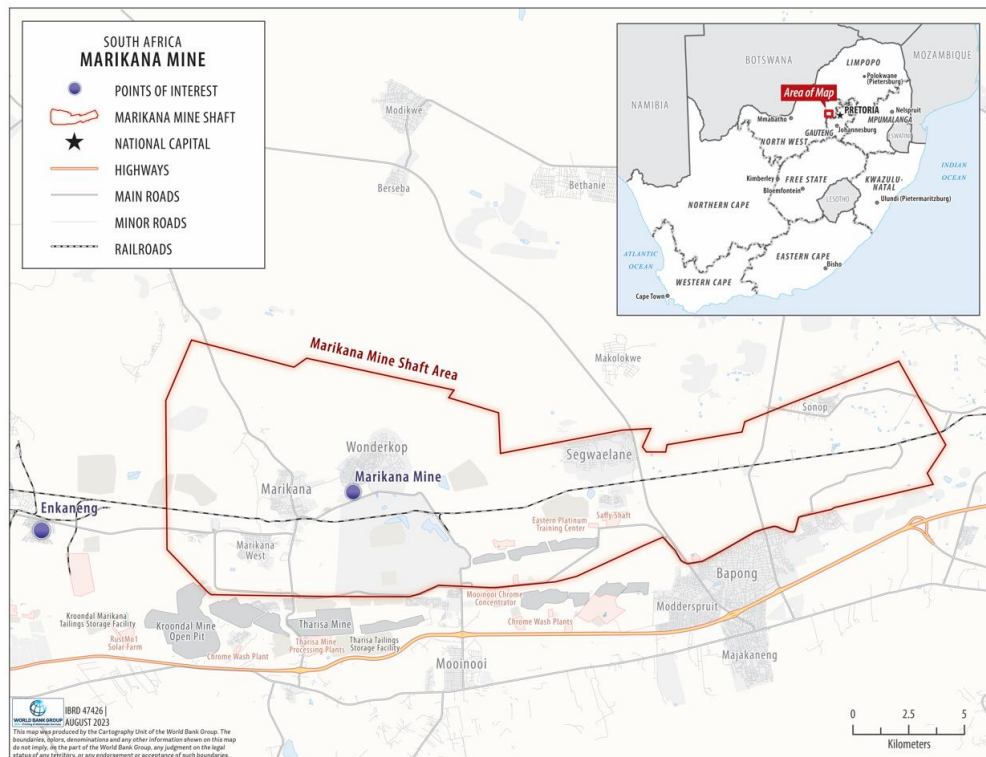 SOUTH AFRICA
MARIKANA MINE
POINTS OF INTEREST
MARIKANA MINE SHAFT
NATIONAL CAPITAL
HIGHWAYS
MAIN ROADS
MINOR ROADS
RAILROADS
BOTSWANA
MOZAMBIQUE
NAMIBIA
LIMPOPO
Polokwane
(Pietersburg)
Area of Map
PRETORIA
Nelspruit
Mmabatho
MPUMALANGA
Johannesburg
GAUTENG
ESWATINI
NORTH WEST
INDIAN
OCEAN
Kimberley
FREE STATE
KWAZULU-
NATAL
Bloemfontein
LESOTHO
Ulundi (Pietermaritzburg)
NORTHERN CAPE
ATLANTIC
OCEAN
EASTERN CAPE
Bisho
WESTERN CAPE
Cape Town
Modikwe
Berseba
Bethanie
Marikana Mine Shaft Area
Makolokwe
Sonop
Wonderkop
Segwaelane
Marikana Mine
Marikana
Enkaneng
Saffy Shaft
Eastern Platinum
Training Center
Marikana
West
Bapong
Mooinooi Chrome
Concentrator
Modderspruit
Kroondal Marikana
Tailings Storage Facility
Kroondal Mine
Open Pit
Tharisa Mine
Chrome Wash Plants
RustMo1
Solar Farm
Chrome Wash Plant
Tharisa Mine
Processing Plants
Tharisa Tailings
Storage Facility
Majakaneng
Mooinooi
WORLD BANK GROUP
IBRD 47426 |
AUGUST 2023
This map was produced by the Cartography Unit of the World Bank Group. The
boundaries, colors, denominations and any other information shown on this map
do not imply, on the part of the World Bank Group, any judgment on the legal
status of any territory, or any endorsement or acceptance of such boundaries.
0 2.5 5
Kilometers